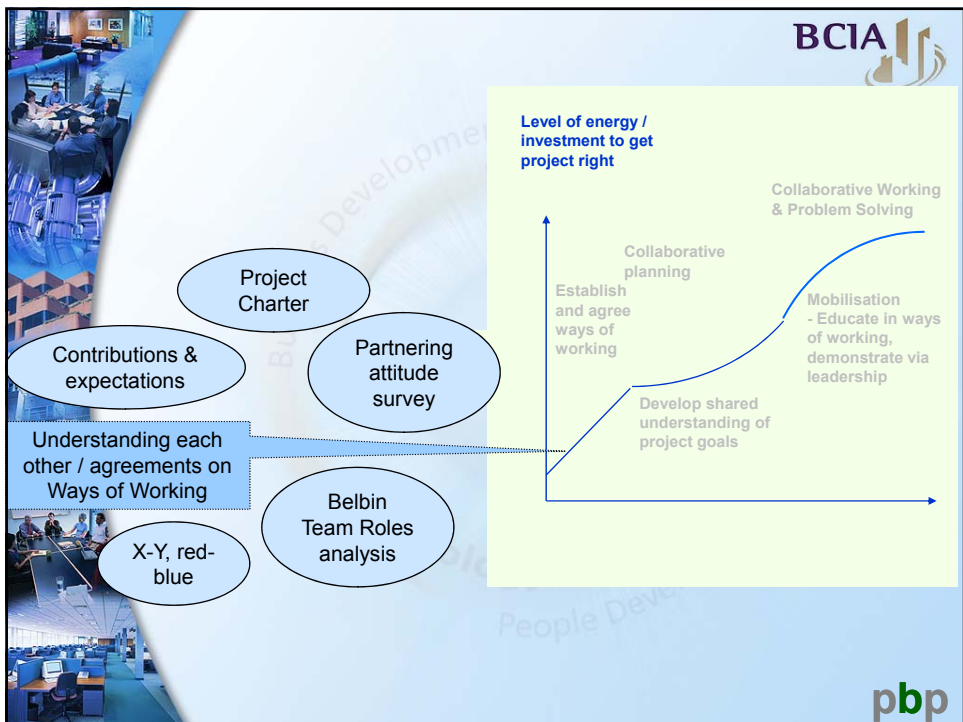 BCIA
Level of energy /
investment to get
project right
Collaborative Working
& Problem Solving
Collaborative
planning
Establish
and agree
ways of
working
Mobilisation
- Educate in ways
of working,
demonstrate via
leadership
Develop shared
understanding of
project goals
Project
Charter
Contributions &
expectations
Partnering
attitude
survey
Understanding each
other / agreements on
Ways of Working
Belbin
Team Roles
analysis
X-Y, red-
blue
People
pbp